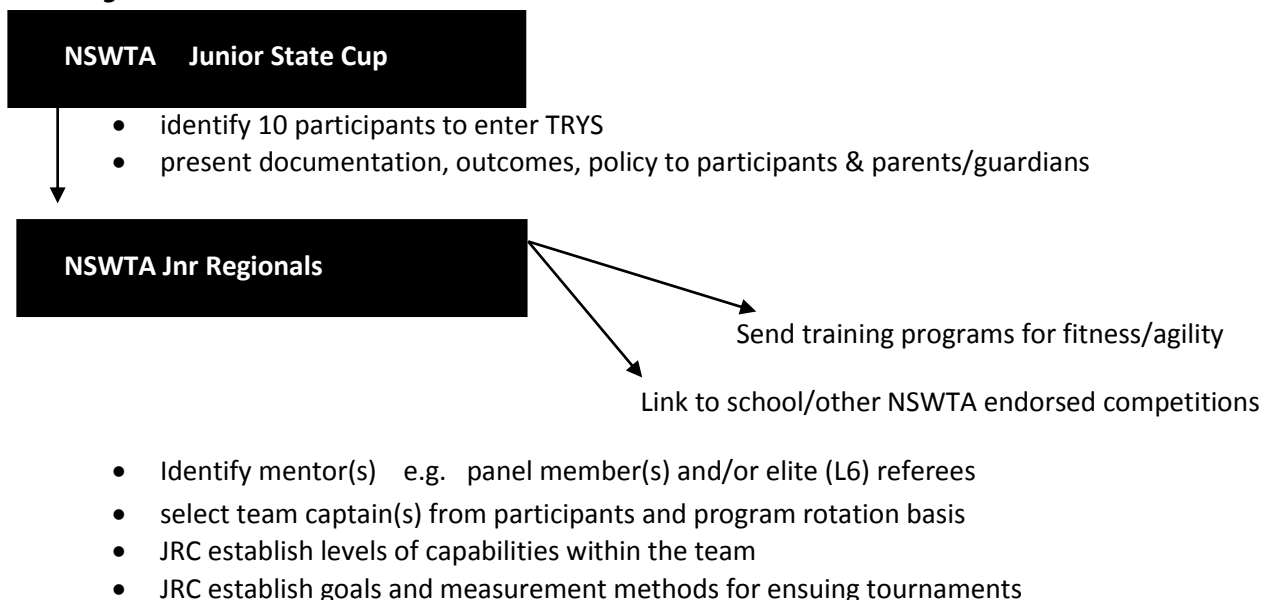 NSWTA Junior State Cup
• identify 10 participants to enter TRYS
• present documentation, outcomes, policy to participants & parents/guardians
NSWTA Jnr Regionals
Send training programs for fitness/agility
Link to school/other NSWTA endorsed competitions
• Identify mentor(s) e.g. panel member(s) and/or elite (L6) referees
• select team captain(s) from participants and program rotation basis
• JRC establish levels of capabilities within the team
• JRC establish goals and measurement methods for ensuing tournaments